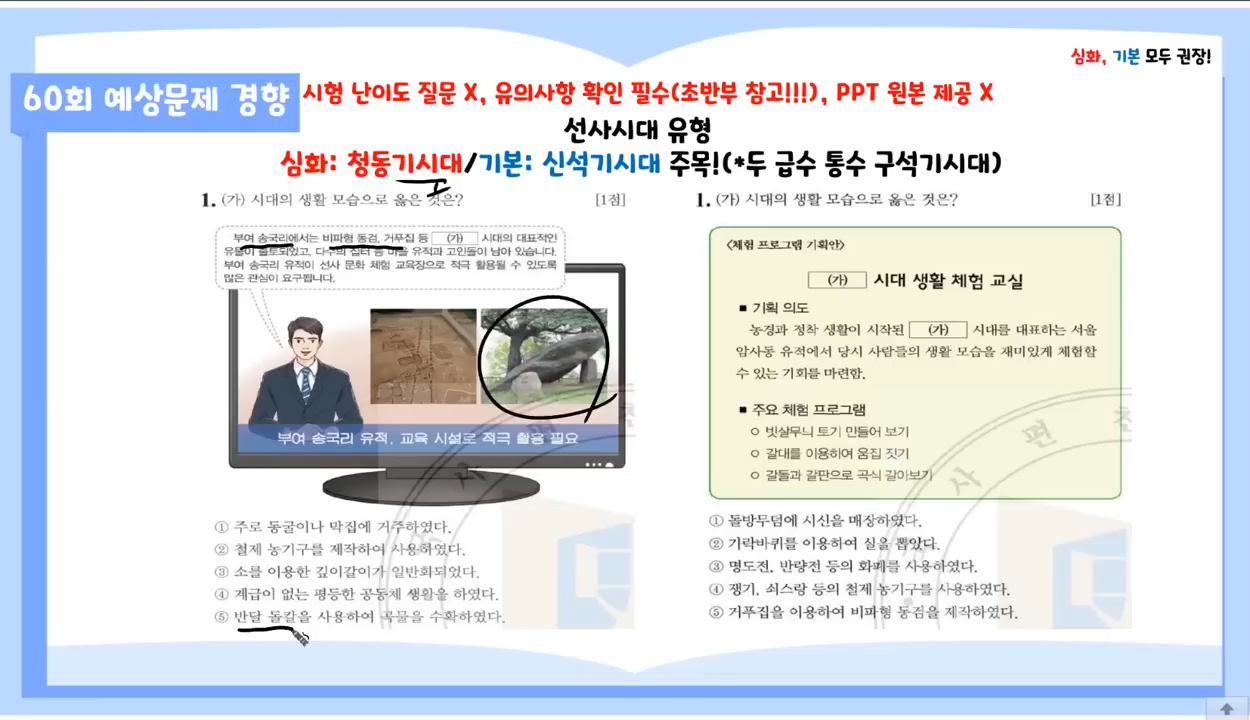 심화, 기본 모두 권장!
60회 예상문제 경향
시험 난이도 질문 X, 유의사항 확인 필수(초반부 참고!!!), PPT 원본 제공 X
선사시대 유형
심화: 청동기시대/기본: 신석기시대 주목!(*두 급수 통수 구석기시대)
1. (가) 시대의 생활 모습으로 옳은 것은? [1점]
부여 송국리에서는 비파형 동검, 거푸집 등 (가) 시대의 대표적인
유물이 출토되었고, 다수의 집터 등 마을 유적과 고인돌이 남아 있습니다.
부여 송국리 유적이 선사 문화 체험 교육장으로 적극 활용될 수 있도록
많은 관심이 요구됩니다.
부여 송국리 유적, 교육 시설로 적극 활용 필요
① 주로 동굴이나 막집에 거주하였다.
② 철제 농기구를 제작하여 사용하였다.
③ 소를 이용한 깊이갈이가 일반화되었다.
④ 계급이 없는 평등한 공동체 생활을 하였다.
⑤ 반달 돌칼을 사용하여 곡물을 수확하였다.
1. (가) 시대의 생활 모습으로 옳은 것은? [1점]
<체험 프로그램 기획안>
(가) 시대 생활 체험 교실
■ 기획 의도
농경과 정착 생활이 시작된 (가) 시대를 대표하는 서울
암사동 유적에서 당시 사람들의 생활 모습을 재미있게 체험할
수 있는 기회를 마련함.
■ 주요 체험 프로그램
○ 빗살무늬 토기 만들어 보기
○ 갈대를 이용하여 움집 짓기
○ 갈돌과 갈판으로 곡식 갈아보기
① 돌방무덤에 시신을 매장하였다.
② 가락바퀴를 이용하여 실을 뽑았다.
③ 명도전, 반량전 등의 화폐를 사용하였다.
④ 쟁기, 쇠스랑 등의 철제 농기구를 사용하였다.
⑤ 거푸집을 이용하여 비파형 동검을 제작하였다.